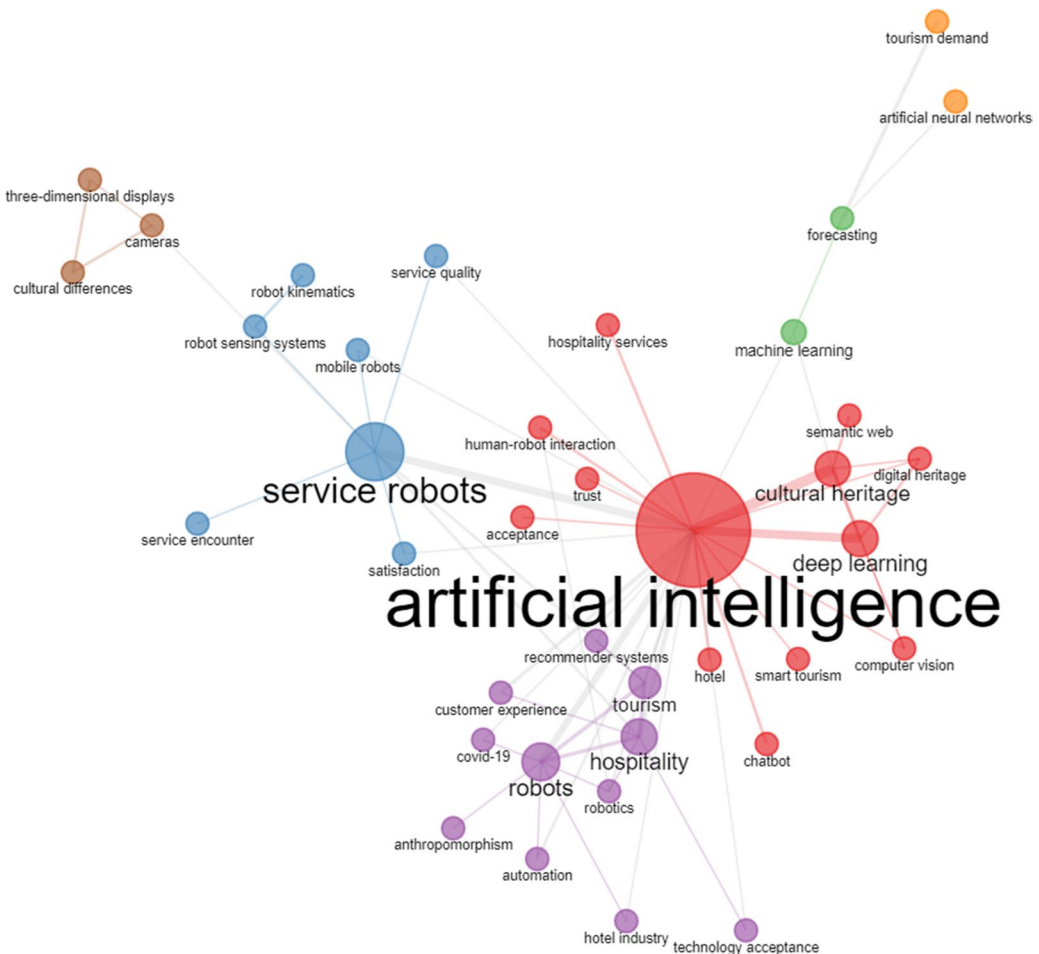 tourism demand
artificial neural networks
three-dimensional displays
cameras
forecasting
service quality
cultural differences
robot kinematics
robot sensing systems
hospitality services
machine learning
mobile robots
semantic web
human-robot interaction
digital heritage
service robots
trust
cultural heritage
acceptance
service encounter
deep learning
satisfaction
artificial intelligence
recommender systems
hotel
smart tourism
computer vision
customer experience
tourism
covid-19
hospitality
chatbot
robots
robotics
anthropomorphism
automation
hotel industry
technology acceptance